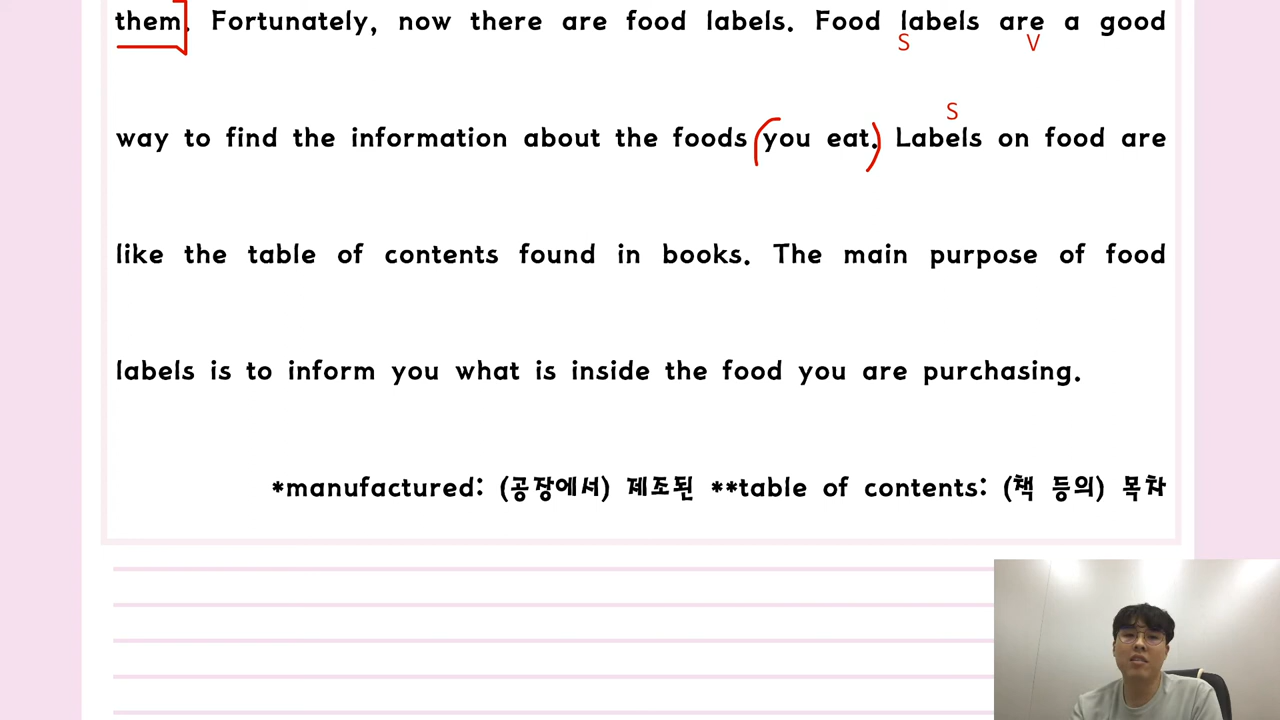 them. Fortunately, now there are food labels. Food labels are a good
S V
S
way to find the information about the foods (you eat.) Labels on food are
like the table of contents found in books. The main purpose of food
labels is to inform you what is inside the food you are purchasing.
*manufactured: (공장에서) 제조된 **table of contents: (책 등의) 목차